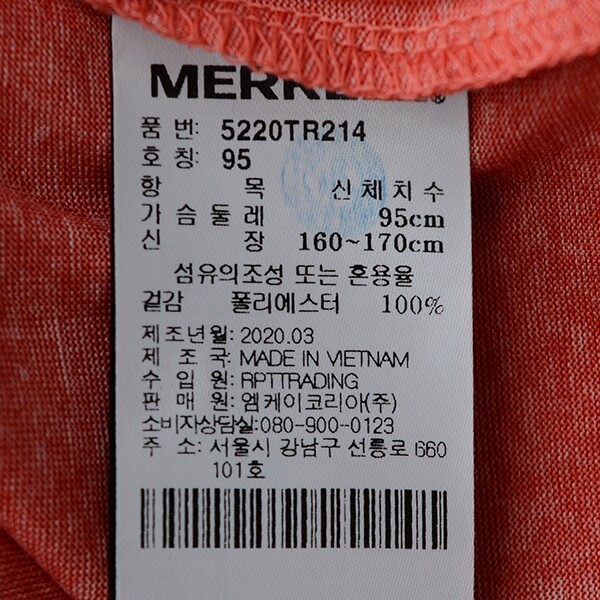 MERRELL®
품 번: 5220TR214
호 칭: 95
항 목 신체치수
가슴둘레 95cm
신 장 160~170cm
섬유의조성 또는 혼용율
겉감 폴리에스터 100%
제조년월: 2020.03
제 조 국: MADE IN VIETNAM
수 입 원: RPTTRADING
판 매 원: 엠케이코리아(주)
소비자상담실:080-900-0123
주 소: 서울시 강남구 선릉로 660
101호